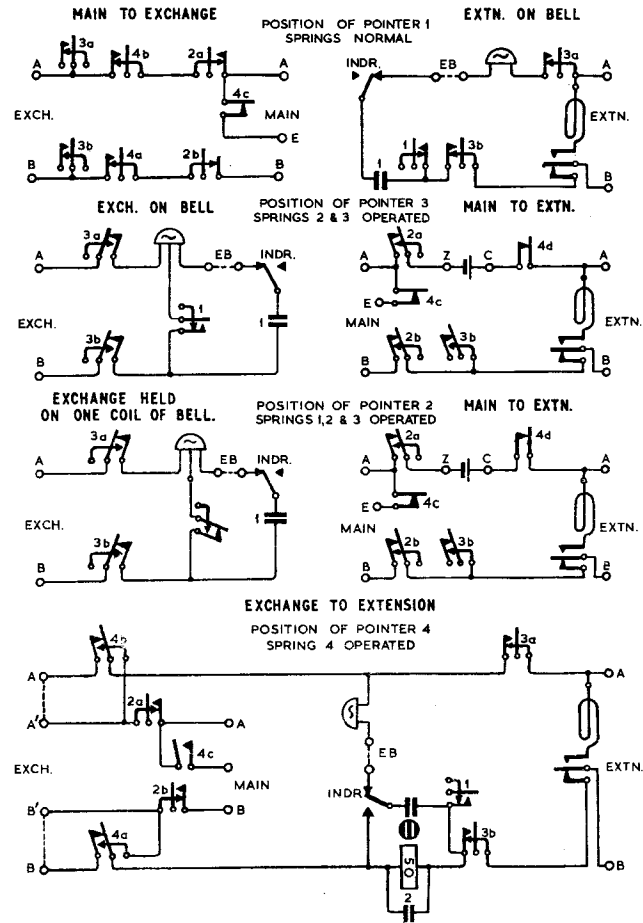 MAIN TO EXCHANGE
POSITION OF POINTER 1
SPRINGS NORMAL
EXTN. ON BELL
3a
4b
2a
A
A
4c
EXCH.
MAIN
E
3b
4a
2b
B
B
INDR.
EB
3a
A
EXTN.
1
3b
1
B
EXCH. ON BELL
POSITION OF POINTER 3
SPRINGS 2 & 3 OPERATED
MAIN TO EXTN.
3a
A
EB
INDR.
1
1
EXCH.
3b
B
2a
A
Z
C
4d
A
E
4c
MAIN
EXTN.
2b
3b
B
B
EXCHANGE HELD
ON ONE COIL OF BELL.
POSITION OF POINTER 2
SPRINGS 1,2 & 3 OPERATED
MAIN TO EXTN.
3a
A
EB
INDR.
1
1
EXCH.
3b
B
2a
A
Z
C
4d
A
E
4c
MAIN
EXTN.
2b
3b
B
B
EXCHANGE TO EXTENSION
POSITION OF POINTER 4
SPRING 4 OPERATED
4b
3a
A
A
2a
A'
A
4c
EB
EXCH.
MAIN
INDR
1
EXTN.
2b
B'
B
4a
3b
B
50
B
2